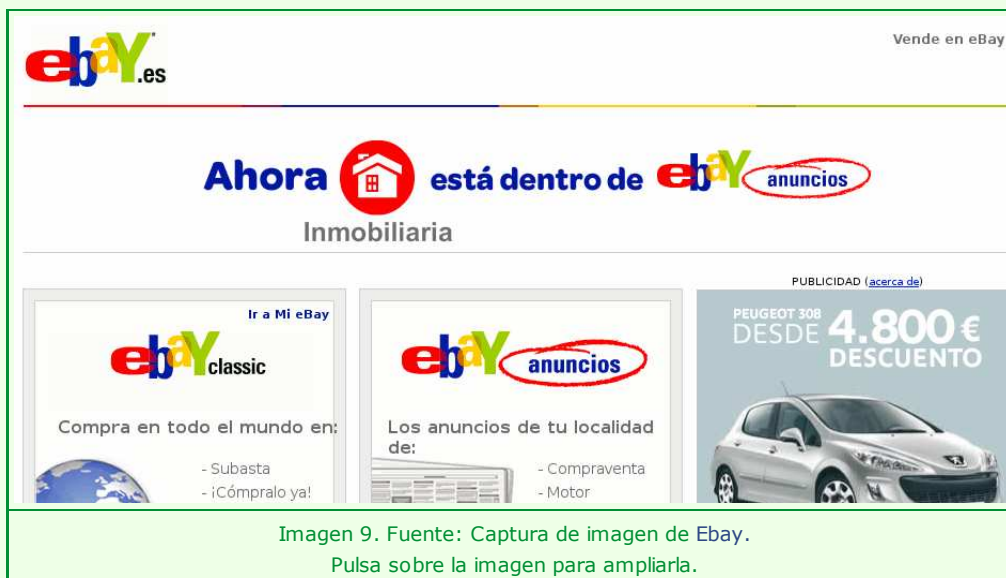 ebaY.es
Vende en eBay
Ahora está dentro de ebaY anuncios
Inmobiliaria
PUBLICIDAD (acerca de)
Ir a Mi eBay
ebaY classic
Compra en todo el mundo en:
- Subasta
- ¡Cómpralo ya!
ebaY anuncios
Los anuncios de tu localidad
de:
- Compraventa
- Motor
PEUGEOT 308
DESDE 4.800 €
DESCUENTO
Imagen 9. Fuente: Captura de imagen de Ebay.
Pulsa sobre la imagen para ampliarla.